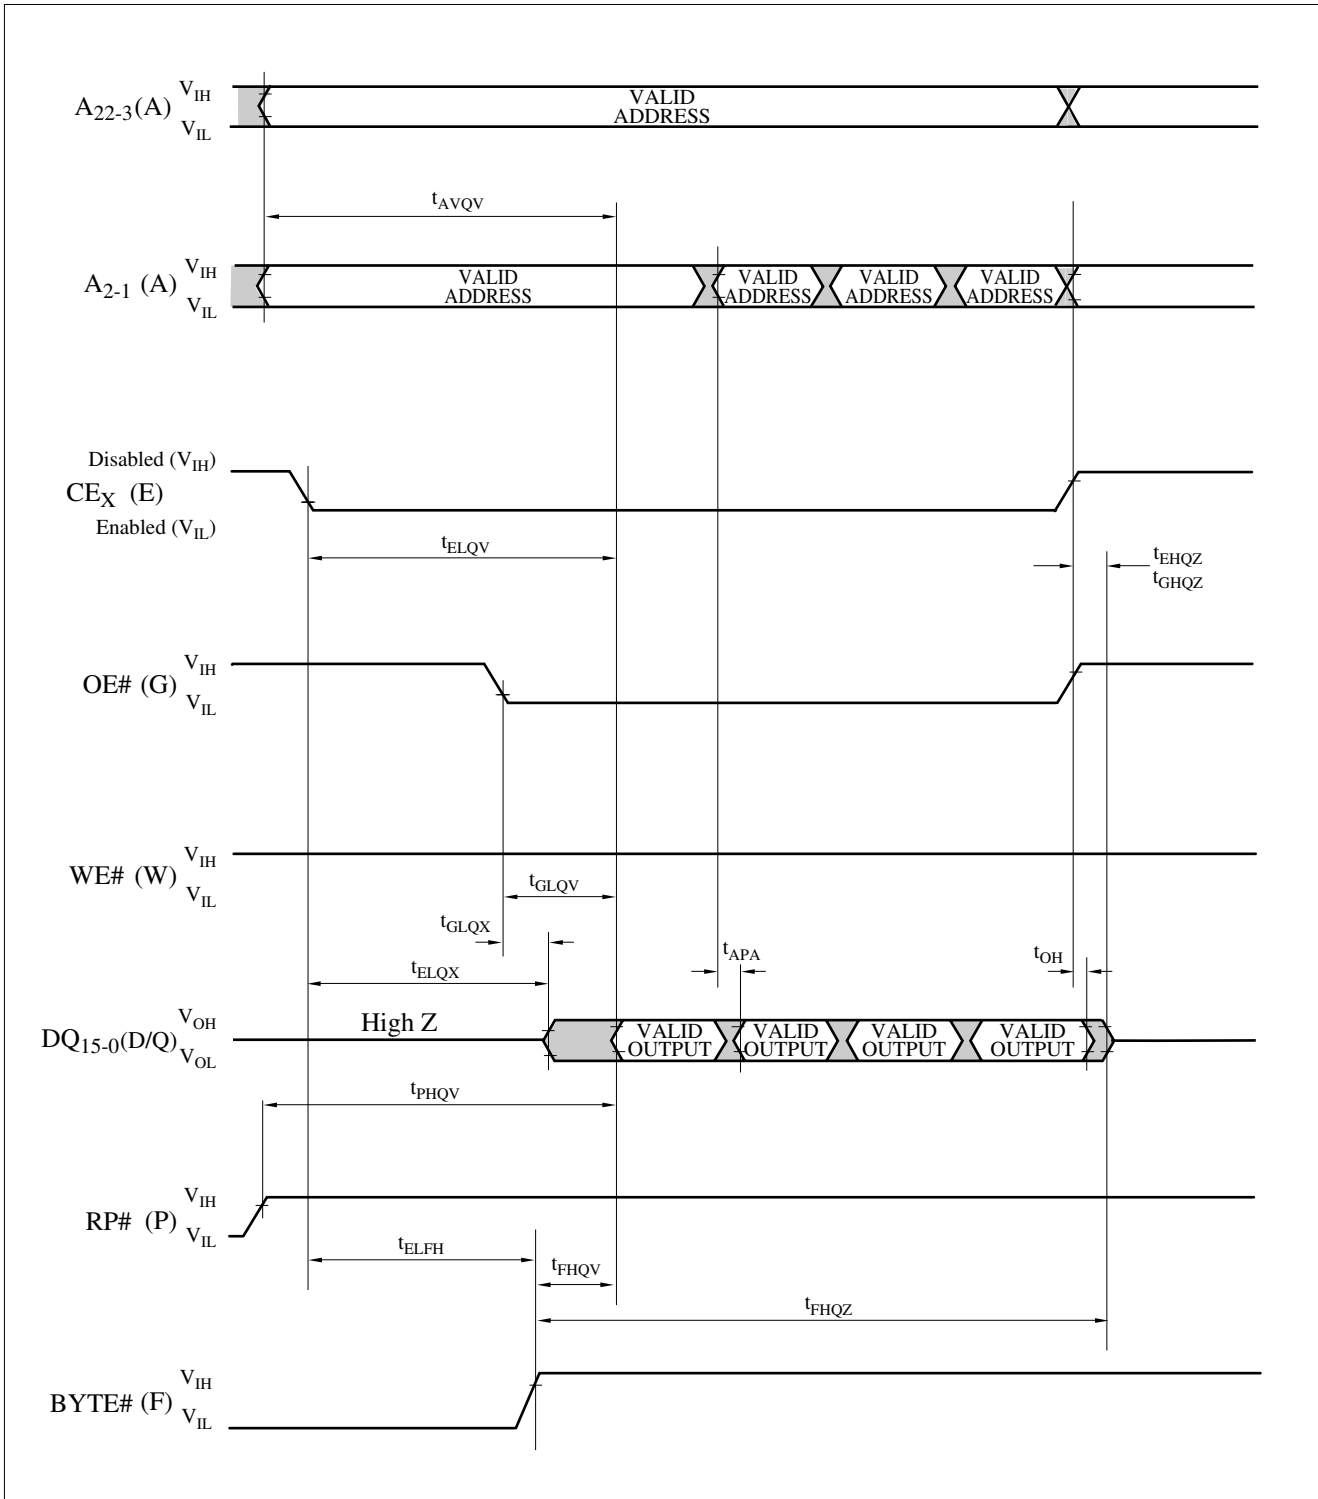 A22-3(A) VIH VALID ADDRESS
VIL
tAVQV
A2-1 (A) VIH VALID ADDRESS VALID ADDRESS VALID ADDRESS VALID ADDRESS
VIL
Disabled (VIH)
CEX (E)
Enabled (VIL)
tELQV
tEHQZ
tGHQZ
OE# (G) VIH
VIL
WE# (W) VIH
VIL
tGLQV
tGLQX
tAPA
tOH
tELQX
DQ15-0(D/Q) VOH High Z VALID OUTPUT VALID OUTPUT VALID OUTPUT VALID OUTPUT
VOL
tPHQV
RP# (P) VIH
VIL
tELFH
tFHQV
tFHQZ
BYTE# (F) VIH
VIL